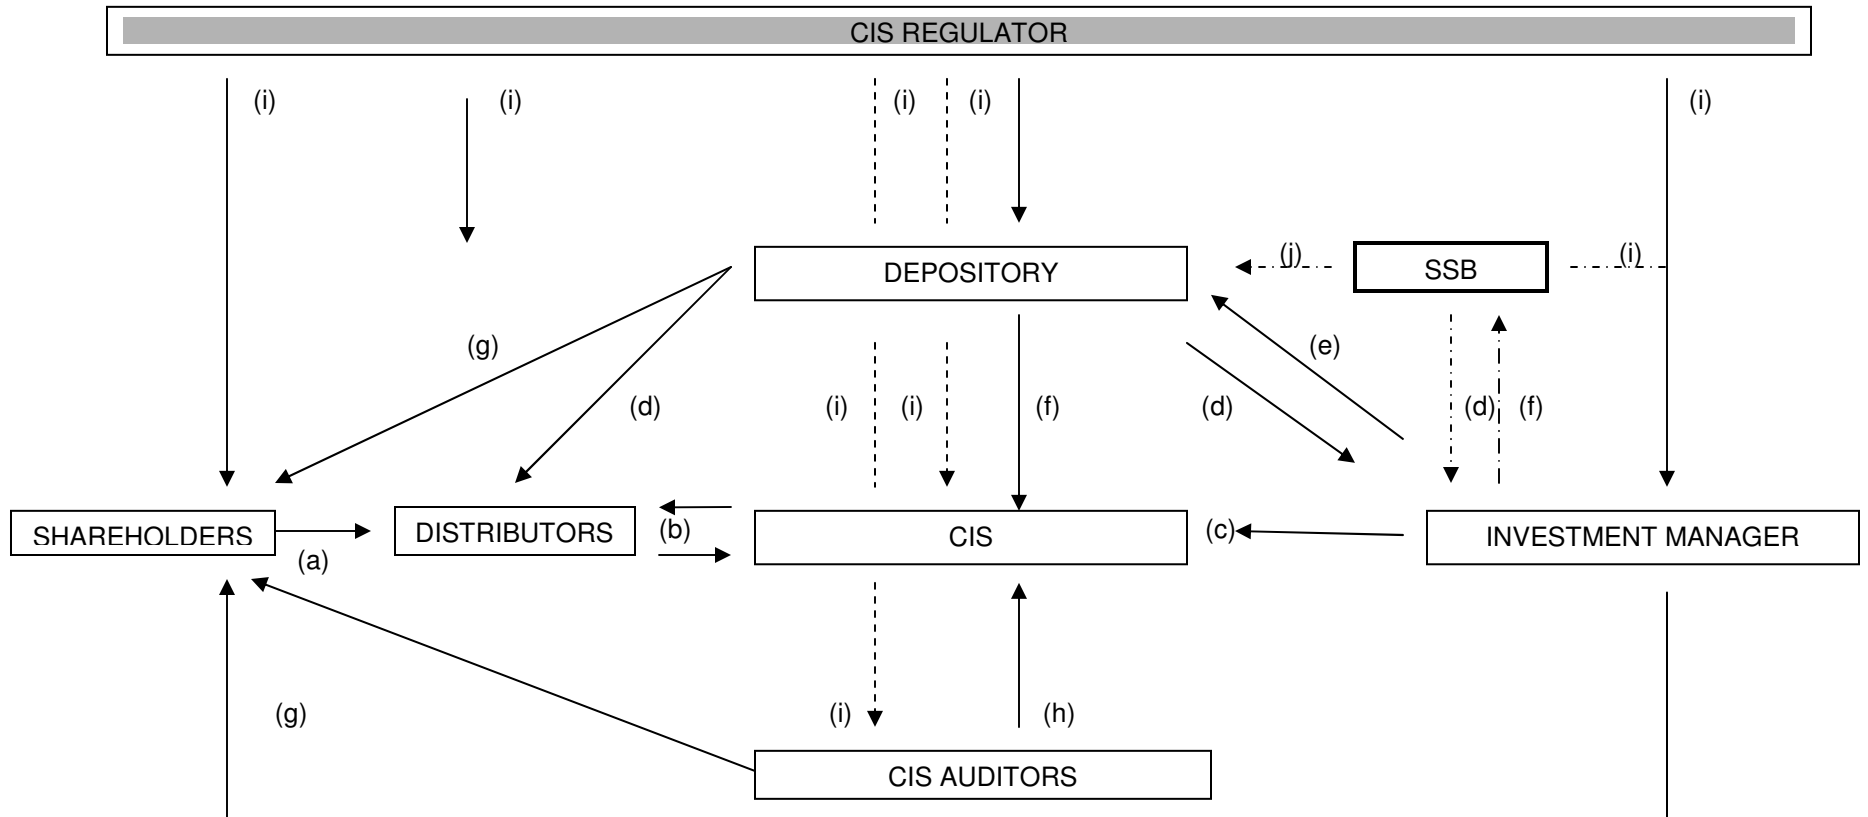 CIS REGULATOR
(i) (i) (i) (i) (i)
(j) (i)
DEPOSITORY SSB
(g) (e)
(d) (i) (i) (f) (d) (d) (f)
SHAREHOLDERS DISTRIBUTORS (b) CIS (c) INVESTMENT MANAGER
(a)
(g) (i) (h)
CIS AUDITORS